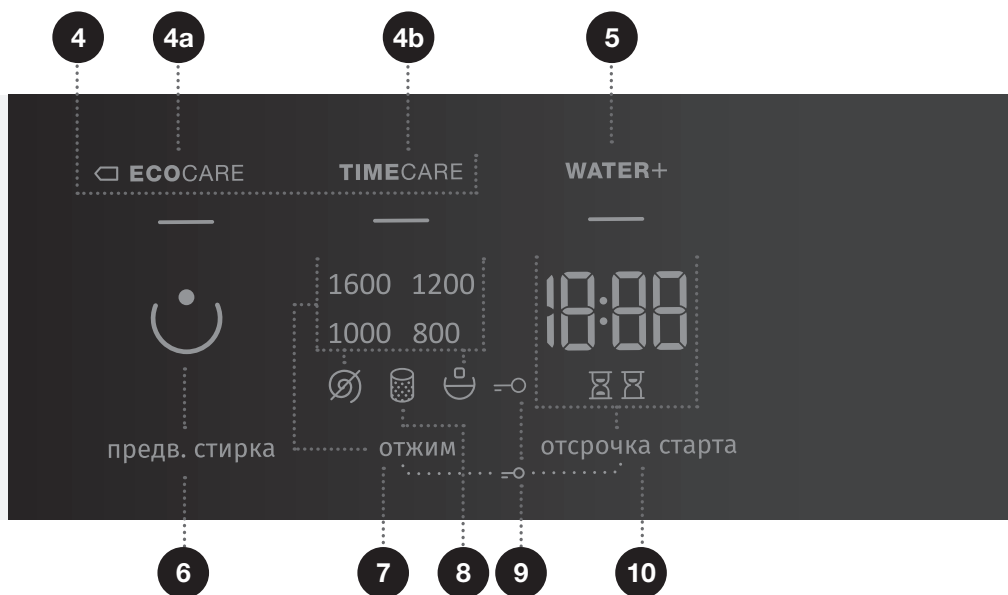 4 4a 4b 5
ECOCARE TIMECARE WATER+
1600 1200 18:88
1000 800
предв. стирка отжим отсрочка старта
6 7 8 9 10